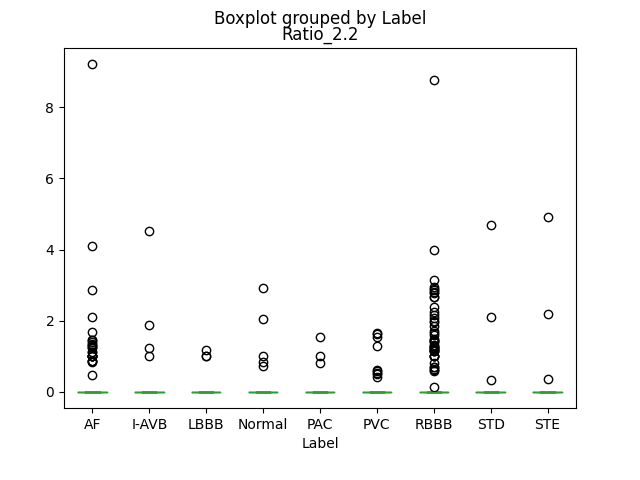 Boxplot grouped by Label
Ratio_2.2
8
6
4
2
0
AF I-AVB LBBB Normal PAC PVC RBBB STD STE
Label